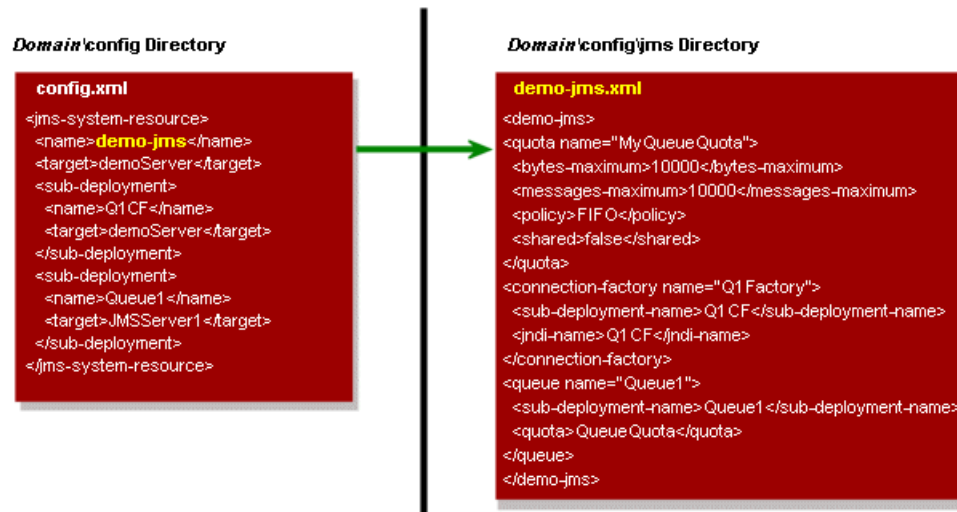 Domain\config Directory
config.xml
<jms-system-resource>
<name>demo-jms</name>
<target>demoServer</target>
<sub-deployment>
<name>Q1CF</name>
<target>demoServer</target>
</sub-deployment>
<sub-deployment>
<name>Queue1</name>
<target>JMSServer1</target>
</sub-deployment>
</jms-system-resource>
Domain\config\jms Directory
demo-jms.xml
<demo-jms>
<quota name="MyQueueQuota">
<bytes-maximum>10000</bytes-maximum>
<messages-maximum>10000</messages-maximum>
<policy>FIFO</policy>
<shared>false</shared>
</quota>
<connection-factory name="Q1Factory">
<sub-deployment-name>Q1CF</sub-deployment-name>
<jndi-name>Q1CF</jndi-name>
</connection-factory>
<queue name="Queue1">
<sub-deployment-name>Queue1</sub-deployment-name>
<quota>QueueQuota</quota>
</queue>
</demo-jms>